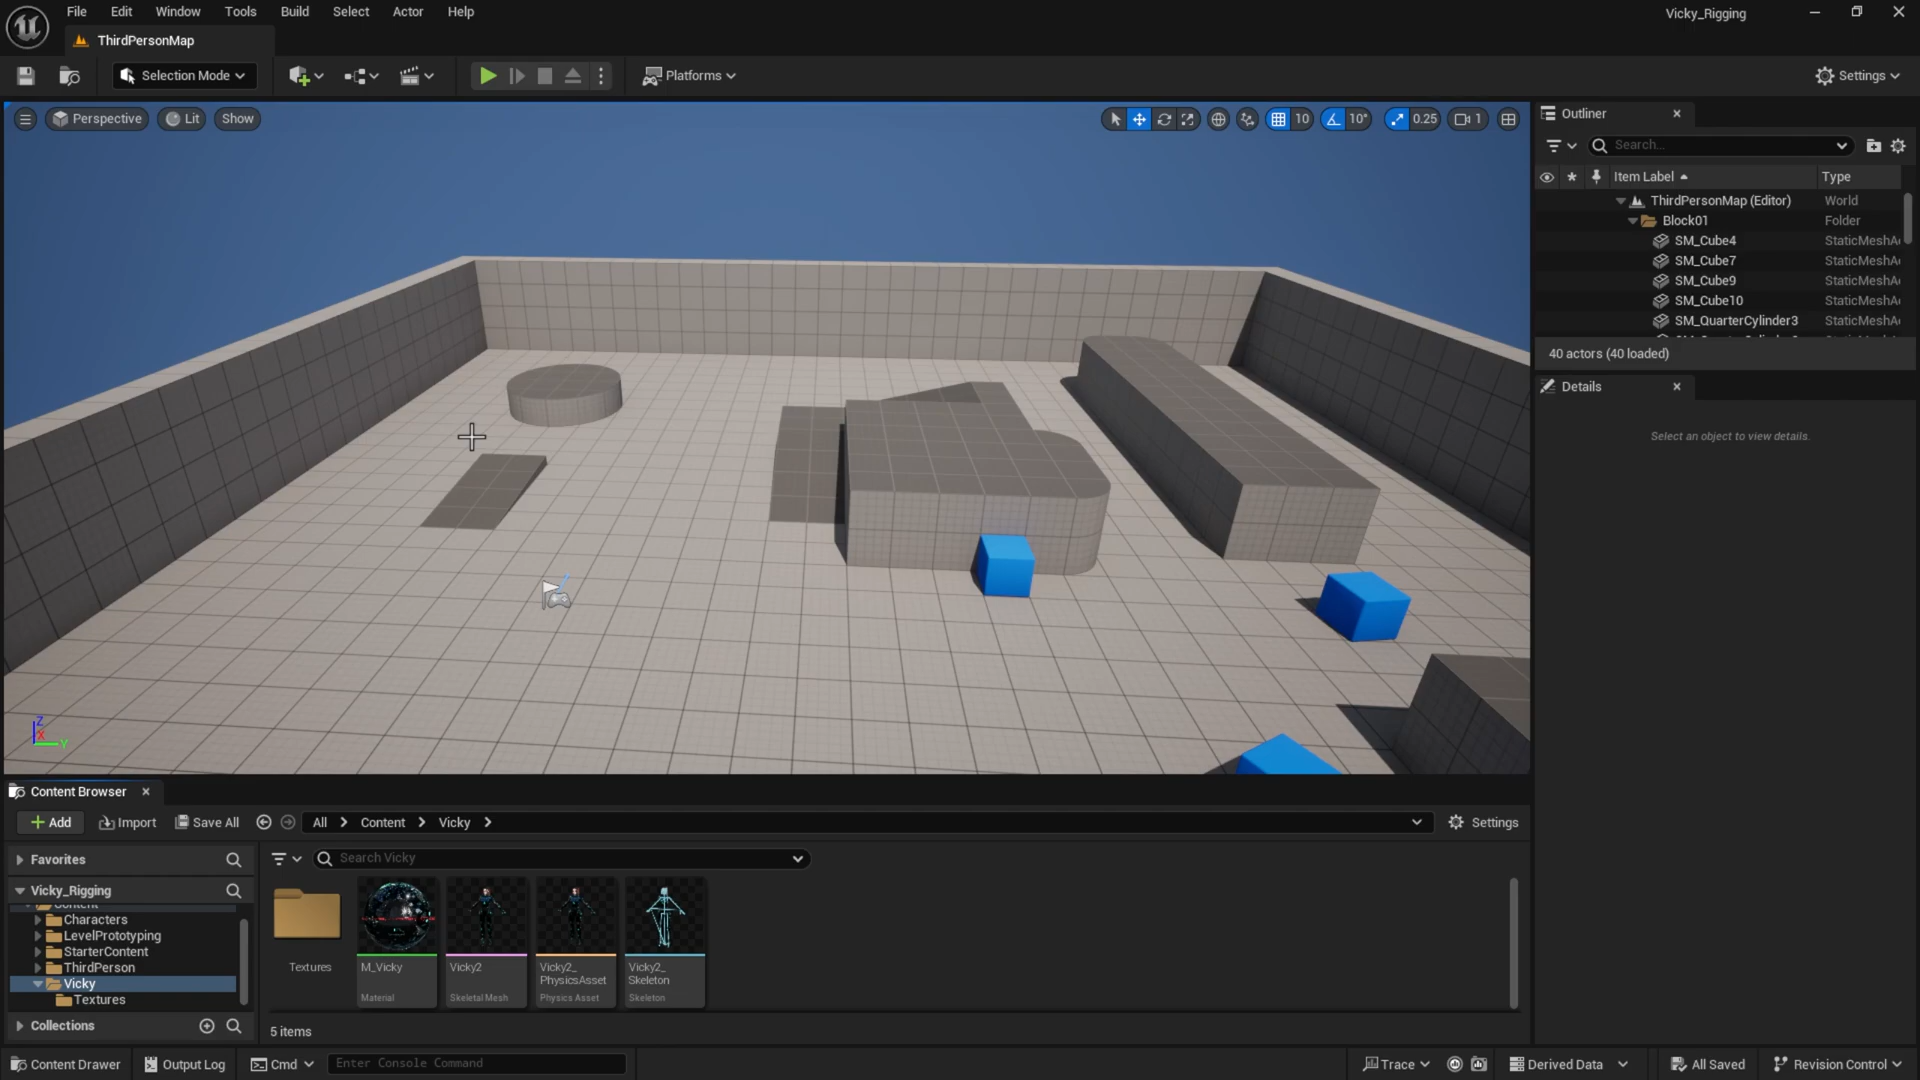 File Edit Window Tools Build Select Actor Help
Vicky_Rigging
ThirdPersonMap
Selection Mode
Platforms
Settings
Perspective Lit Show
10 10° 0.25 1
Outliner
Search...
Item Label Type
ThirdPersonMap (Editor) World
Block01 Folder
SM_Cube4 StaticMeshA
SM_Cube7 StaticMeshA
SM_Cube9 StaticMeshA
SM_Cube10 StaticMeshA
SM_QuarterCylinder3 StaticMeshA
40 actors (40 loaded)
Details
Select an object to view details.
Z
X
Y
Content Browser
Add Import Save All All Content Vicky Settings
Favorites
Search Vicky
Vicky_Rigging
Content
Characters
LevelPrototyping
StarterContent
ThirdPerson
Vicky
Textures
Collections
Textures
M_Vicky
Material
Vicky2
Skeletal Mesh
Vicky2_
PhysicsAsset
Physics Asset
Vicky2_
Skeleton
Skeleton
5 items
Content Drawer Output Log Cmd Enter Console Command Trace Derived Data All Saved Revision Control